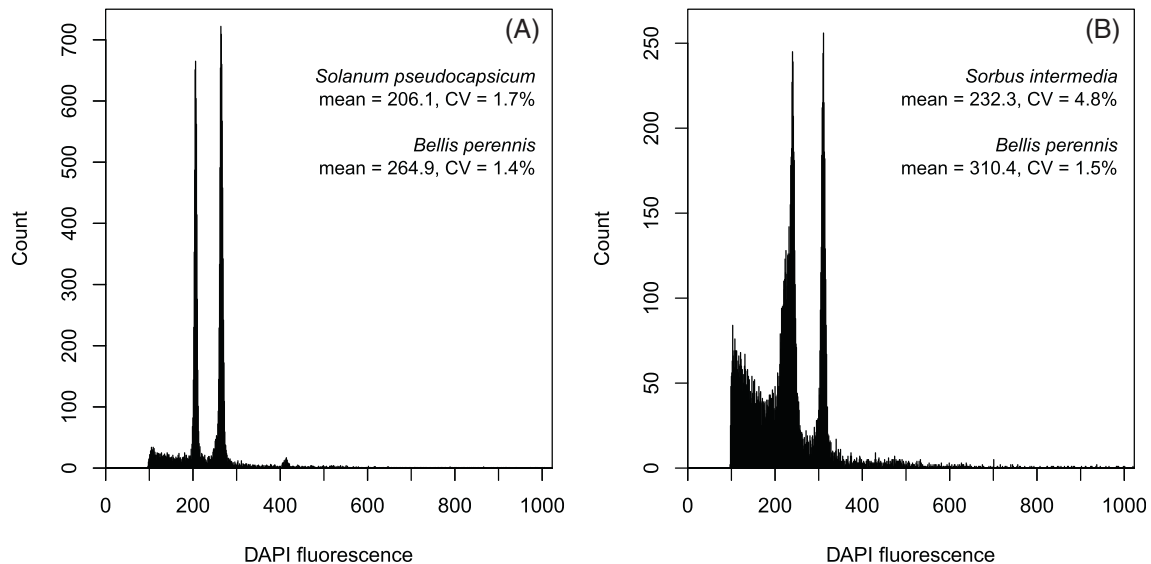 (A)
Solanum pseudocapsicum
mean = 206.1, CV = 1.7%
Bellis perennis
mean = 264.9, CV = 1.4%
Count
700
600
500
400
300
200
100
0
0 200 400 600 800 1000
DAPI fluorescence
(B)
Sorbus intermedia
mean = 232.3, CV = 4.8%
Bellis perennis
mean = 310.4, CV = 1.5%
Count
250
200
150
100
50
0
0 200 400 600 800 1000
DAPI fluorescence